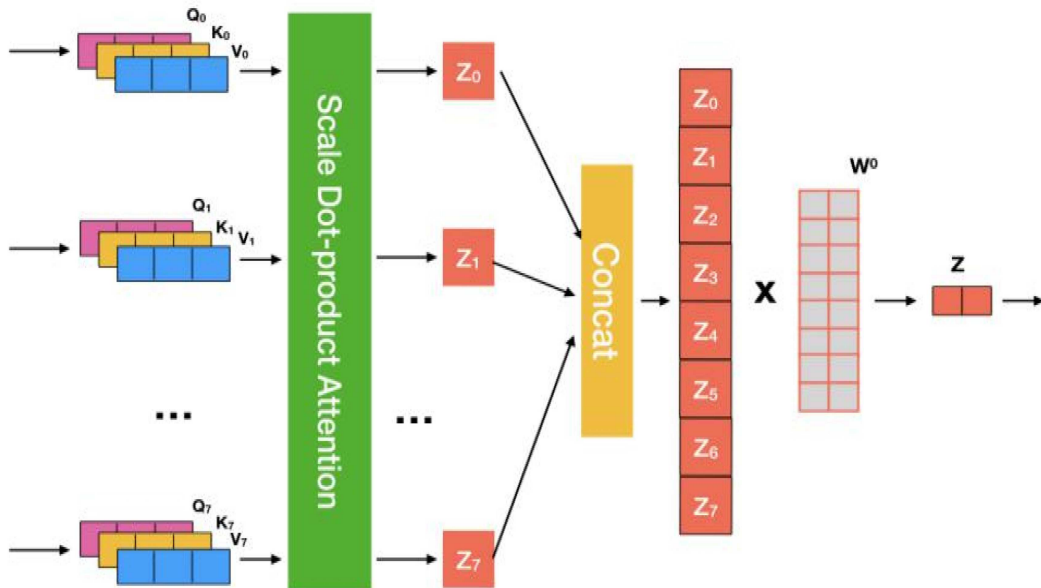 Q₀
K₀
V₀
Q₁
K₁
V₁
...
Q₇
K₇
V₇
Scale Dot-product Attention
Z₀
Z₁
...
Z₇
Concat
Z₀
Z₁
Z₂
Z₃
Z₄
Z₅
Z₆
Z₇
X
W⁰
Z